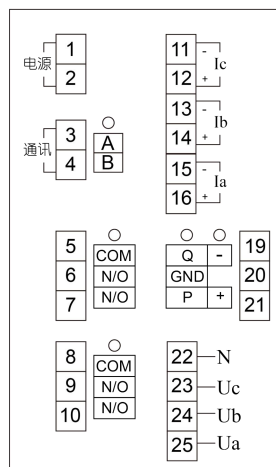 电源 1 11 - Ic
2 12 +
13 - Ib
通讯 3 A 14 +
4 B 15 - Ia
16 +
5 COM Q - 19
6 N/O GND 20
7 N/O P + 21
8 COM 22 N
9 N/O 23 Uc
10 N/O 24 Ub
25 Ua